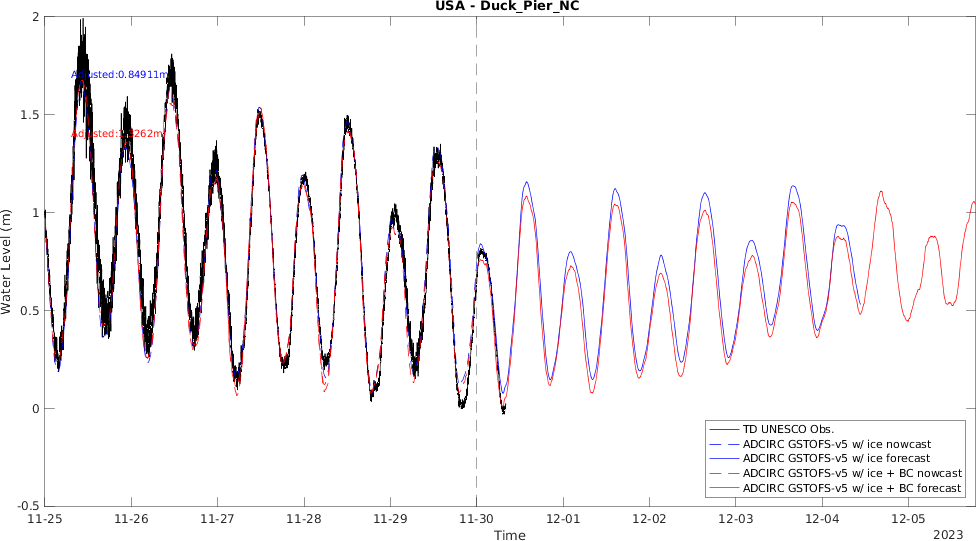 USA - Duck_Pier_NC
2
Adjusted:0.84911m
1.5
1
Water Level (m)
0.5
0
TD UNESCO Obs.
ADCIRC GSTOFS-v5 w/ ice nowcast
ADCIRC GSTOFS-v5 w/ ice forecast
ADCIRC GSTOFS-v5 w/ ice + BC nowcast
ADCIRC GSTOFS-v5 w/ ice + BC forecast
-0.5
11-25 11-26 11-27 11-28 11-29 11-30 12-01 12-02 12-03 12-04 12-05
Time
2023